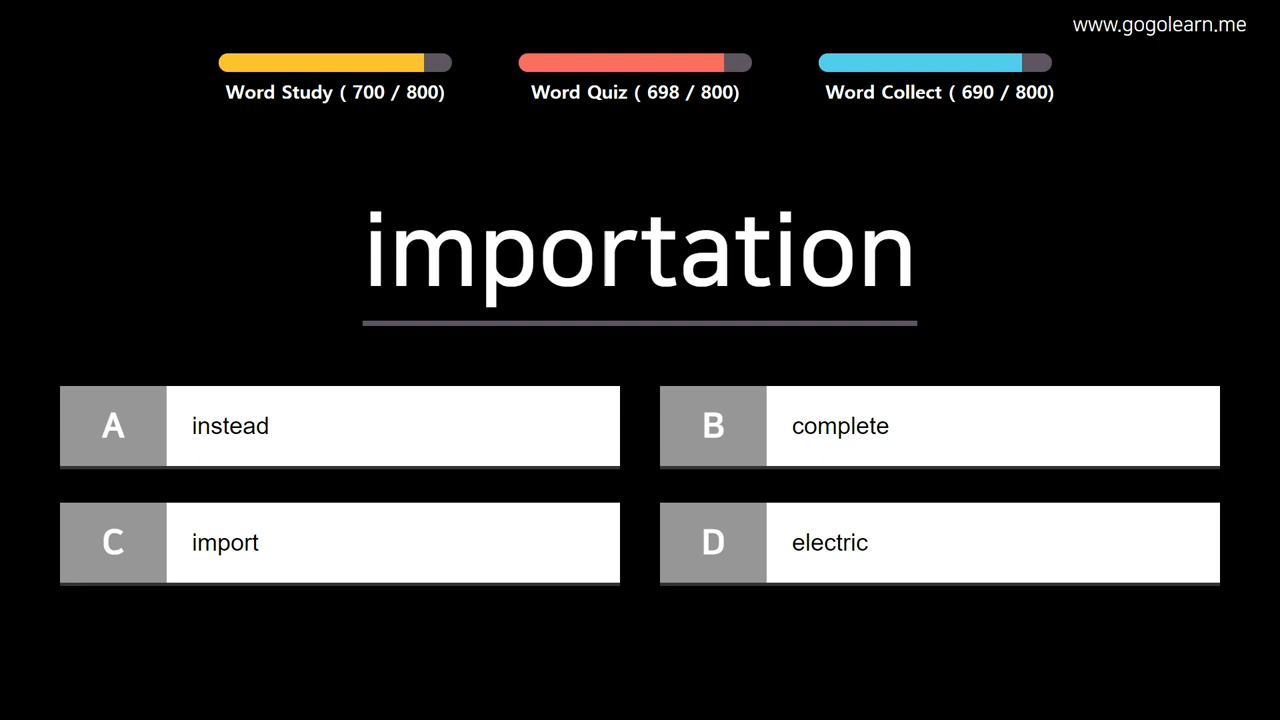 www.gogolearn.me
Word Study ( 700 / 800)
Word Quiz ( 698 / 800)
Word Collect ( 690 / 800)
importation
A instead
B complete
C import
D electric